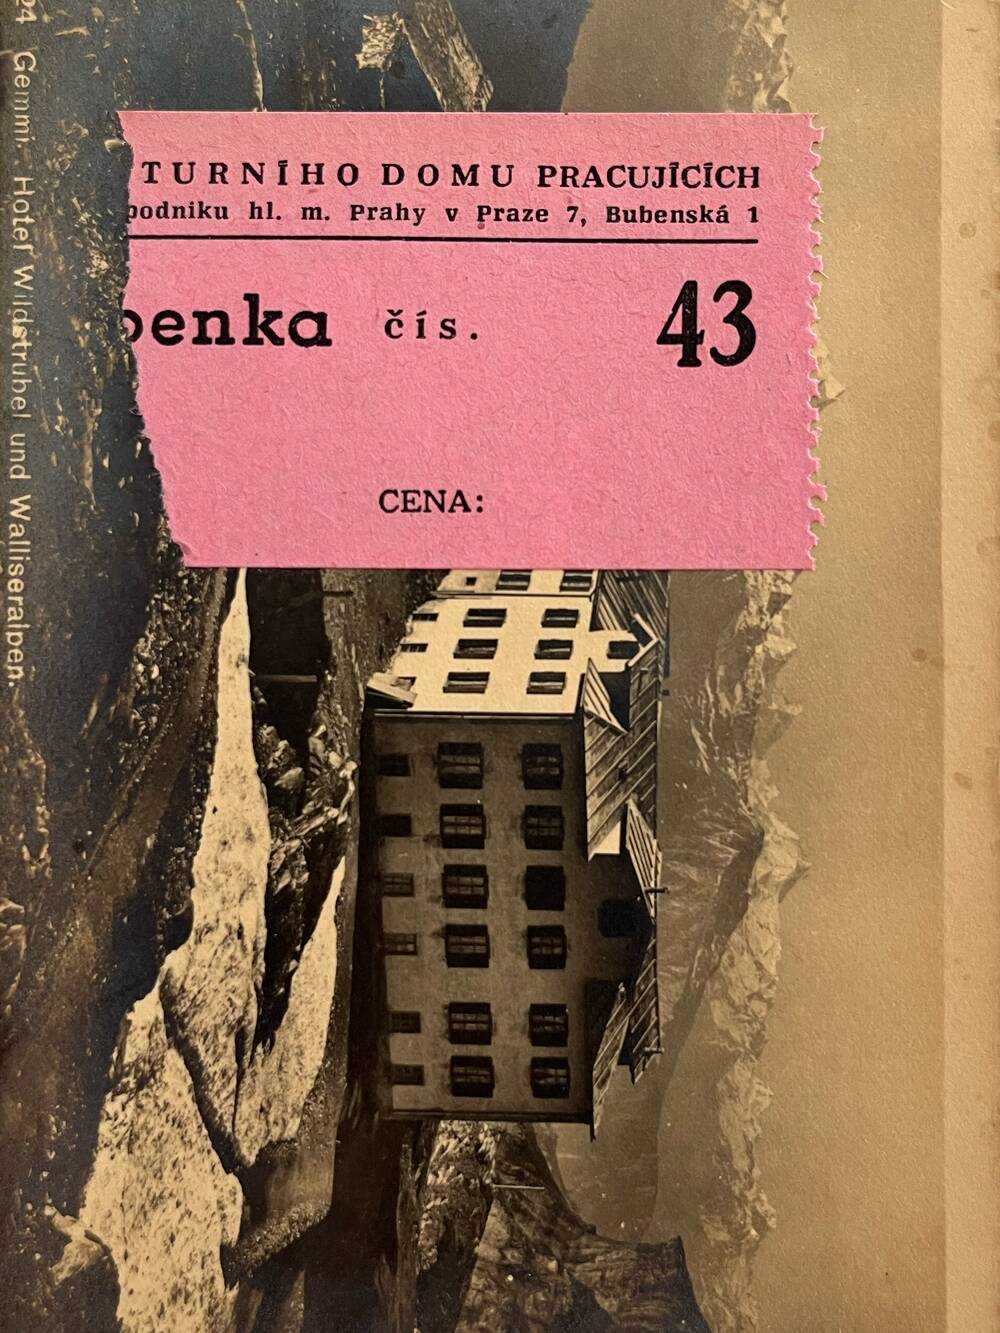 TURNÍHO DOMU PRACUJÍCÍCH
podniku hl. m. Prahy v Praze 7, Bubenská 1
benka čís. 43
CENA:
24 Gemmi. Hotel Wildstrubel und Walliseralpen.